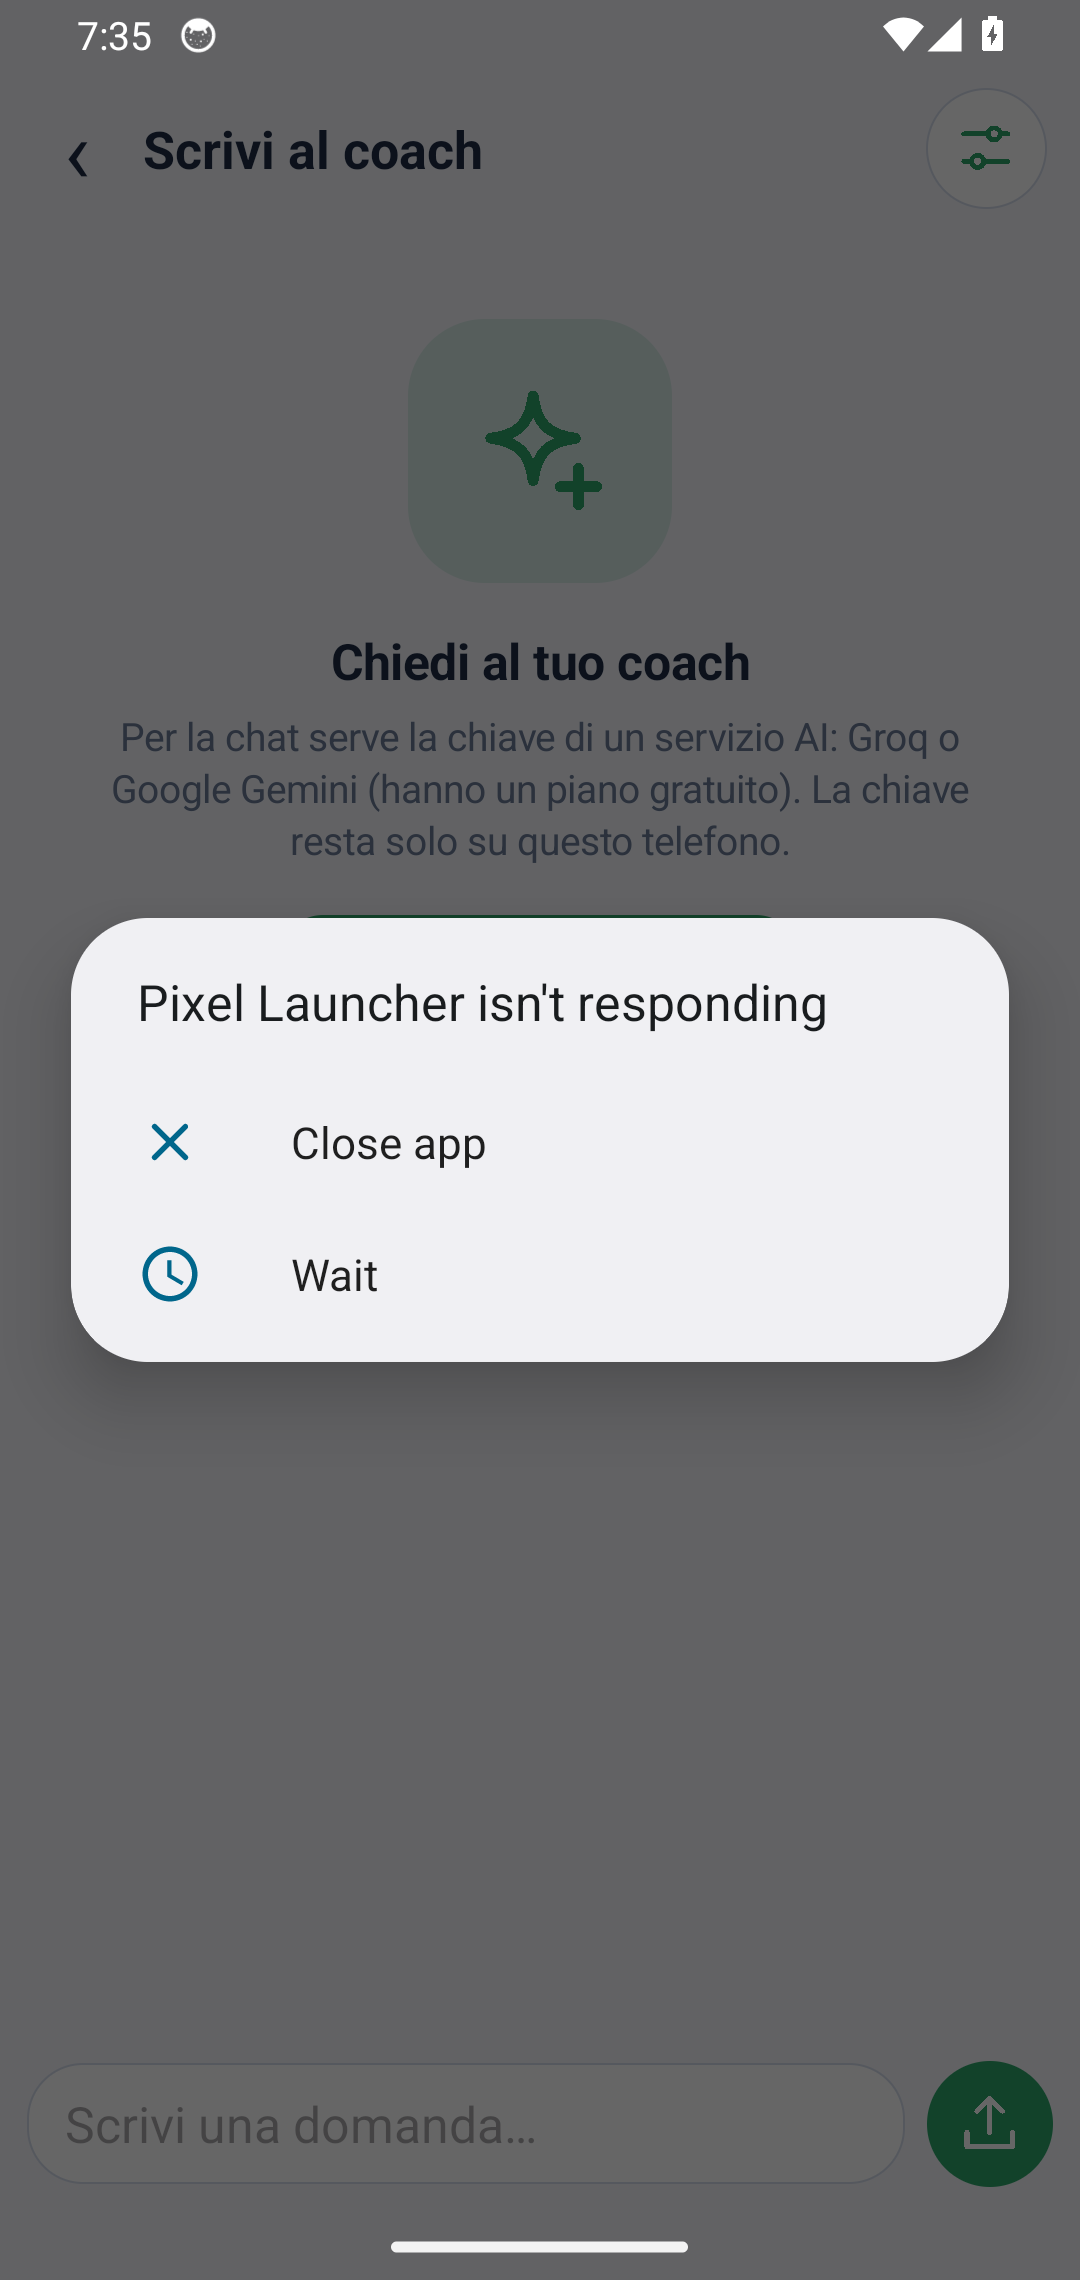 7:35
Scrivi al coach
Chiedi al tuo coach
Per la chat serve la chiave di un servizio AI: Groq o
Google Gemini (hanno un piano gratuito). La chiave
resta solo su questo telefono.
Pixel Launcher isn't responding
Close app
Wait
Scrivi una domanda…